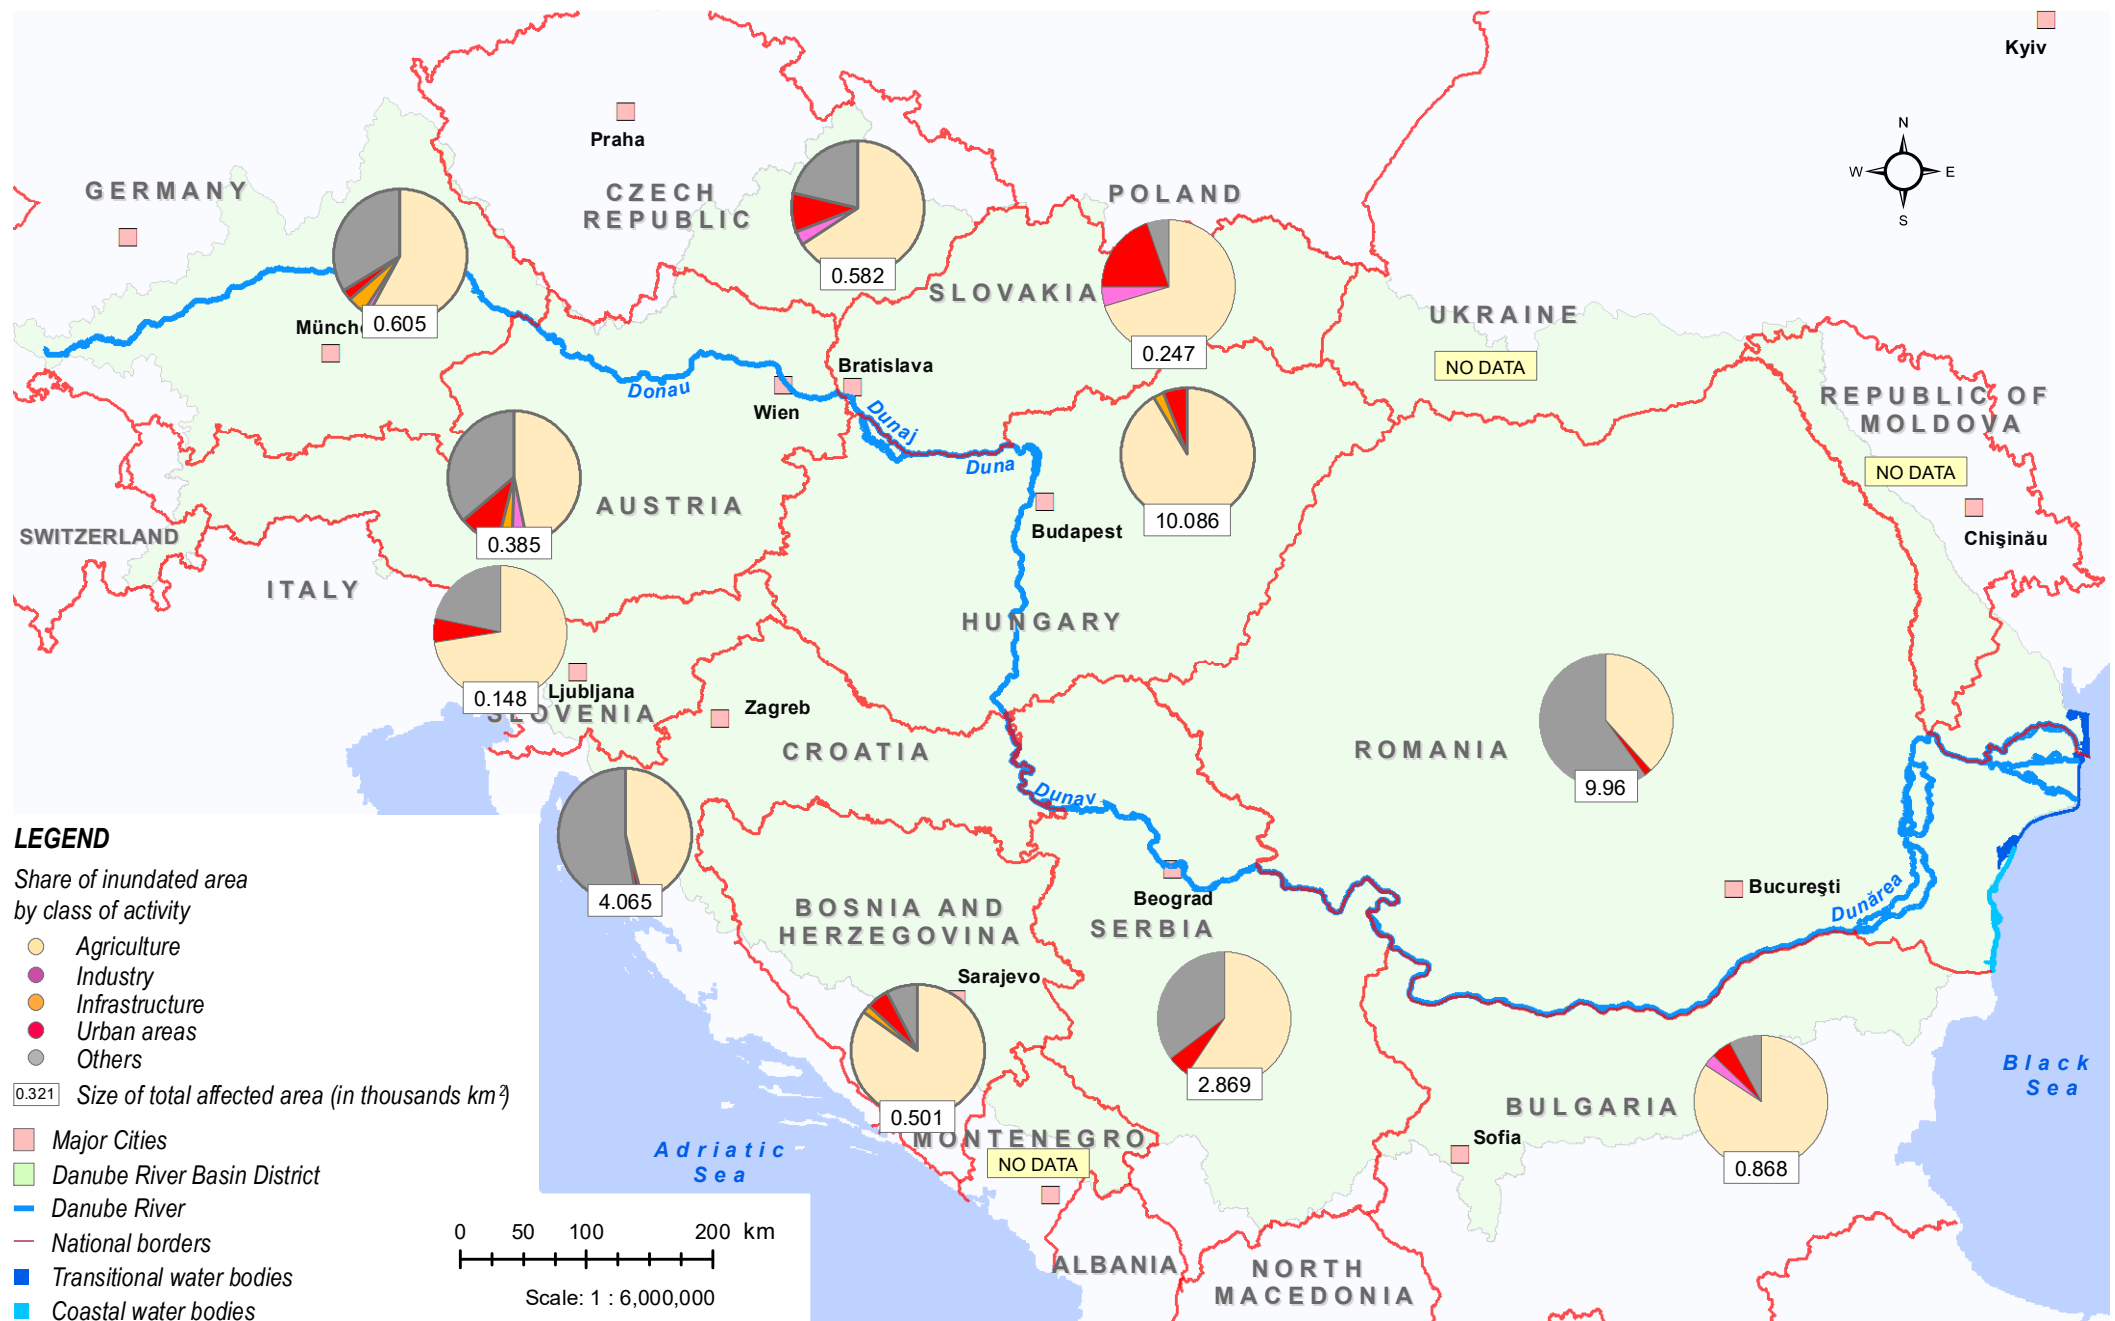 Kyiv
N
W
E
S
Praha
GERMANY
CZECH
REPUBLIC
POLAND
0.582
SLOVAKIA
UKRAINE
NO DATA
0.605
Münch
0.247
Bratislava
Donau
Wien
Dunaj
Duna
REPUBLIC OF
MOLDOVA
NO DATA
Chişinău
AUSTRIA
Budapest
10.086
0.385
SWITZERLAND
ITALY
HUNGARY
0.148
Ljubljana
SLOVENIA
Zagreb
CROATIA
ROMANIA
9.96
Dunav
4.065
Beograd
Bucureşti
Dunărea
BOSNIA AND
HERZEGOVINA
SERBIA
Sarajevo
2.869
0.501
BULGARIA
Black
Sea
MONTENEGRO
NO DATA
Sofia
0.868
Adriatic
Sea
ALBANIA
NORTH
MACEDONIA
LEGEND
Share of inundated area
by class of activity
Agriculture
Industry
Infrastructure
Urban areas
Others
0.321 Size of total affected area (in thousands km²)
Major Cities
Danube River Basin District
Danube River
National borders
Transitional water bodies
Coastal water bodies
0 50 100 200 km
Scale: 1 : 6,000,000